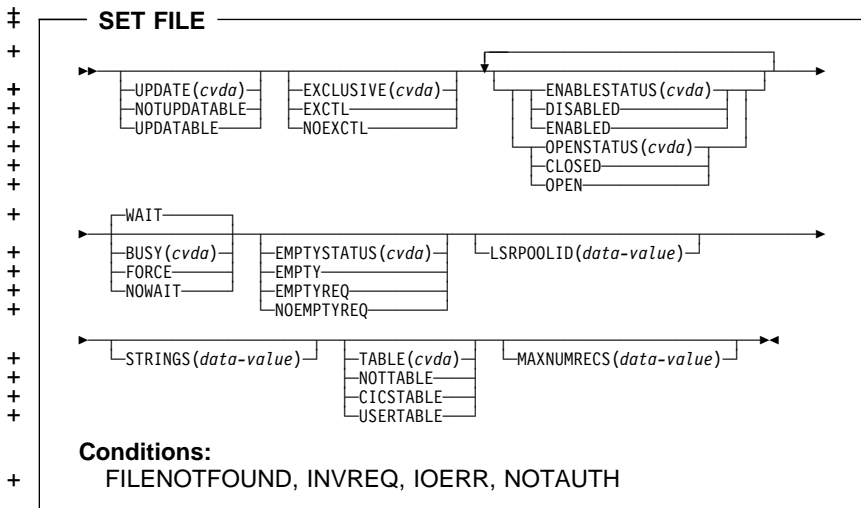 ‡ SET FILE
+
+ UPDATE(cvda) EXCLUSIVE(cvda) ENABLESTATUS(cvda)
+ NOTUPDATABLE EXCTL DISABLED
+ UPDATABLE NOEXCTL ENABLED
+ OPENSTATUS(cvda)
+ CLOSED
+ OPEN
+ WAIT
+ BUSY(cvda) EMPTYSTATUS(cvda) LSRPOOLID(data-value)
+ FORCE EMPTY
+ NOWAIT EMPTYREQ
+ NOEMPTYREQ
+ STRINGS(data-value) TABLE(cvda) MAXNUMRECS(data-value)
+ NOTTABLE
+ CICSTABLE
+ USERTABLE
Conditions:
+ FILENOTFOUND, INVREQ, IOERR, NOTAUTH